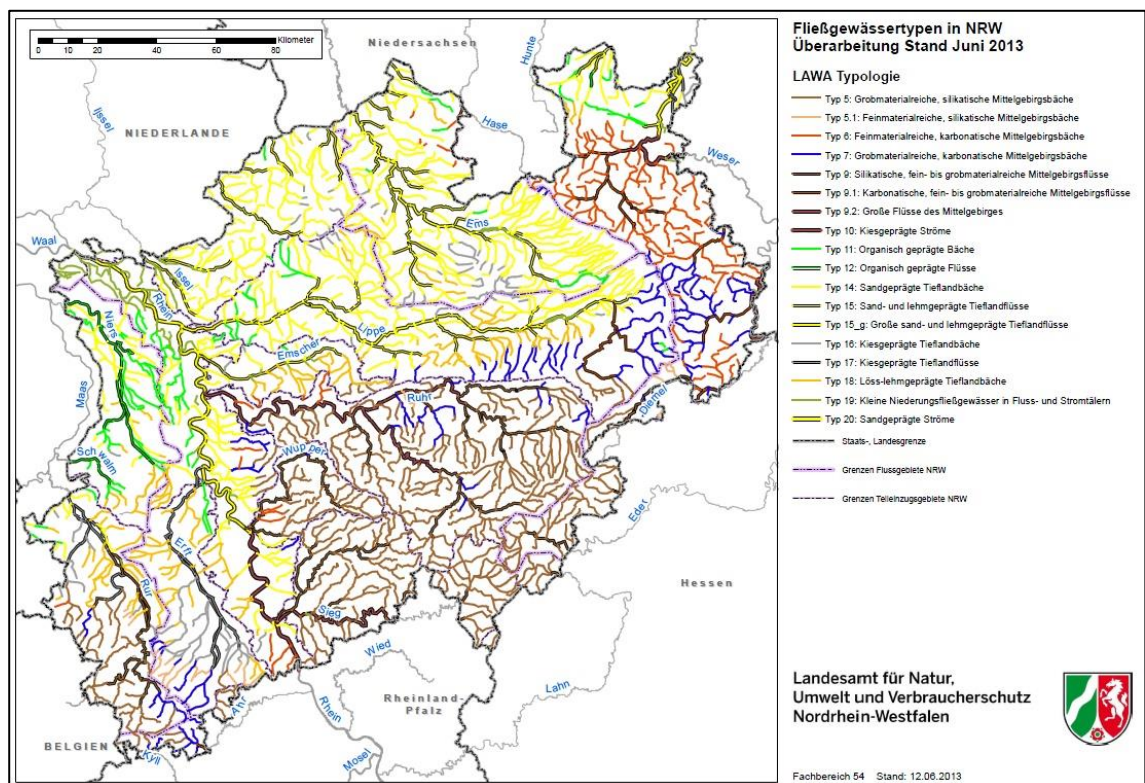 Kilometer
0 10 20 40 60 80
Niedersachsen
Hunte
Ijssel
NIEDERLANDE
Hase
Weser
Waal
Ems
Issel
Rhein
Niers
Lippe
Emscher
Maas
Ruhr
Diemel
Wupper
Schwalm
Eder
Erft
Hessen
Rur
Sieg
Wied
Lahn
Ahr
Rheinland-
Pfalz
Rhein
BELGIEN
Kyll
Mosel
Fließgewässertypen in NRW
Überarbeitung Stand Juni 2013
LAWA Typologie
Typ 5: Grobmaterialreiche, silikatische Mittelgebirgsbäche
Typ 5.1: Feinmaterialreiche, silikatische Mittelgebirgsbäche
Typ 6: Feinmaterialreiche, karbonatische Mittelgebirgsbäche
Typ 7: Grobmaterialreiche, karbonatische Mittelgebirgsbäche
Typ 9: Silikatische, fein- bis grobmaterialreiche Mittelgebirgsflüsse
Typ 9.1: Karbonatische, fein- bis grobmaterialreiche Mittelgebirgsflüsse
Typ 9.2: Große Flüsse des Mittelgebirges
Typ 10: Kiesgeprägte Ströme
Typ 11: Organisch geprägte Bäche
Typ 12: Organisch geprägte Flüsse
Typ 14: Sandgeprägte Tieflandbäche
Typ 15: Sand- und lehmgeprägte Tieflandflüsse
Typ 15_g: Große sand- und lehmgeprägte Tieflandflüsse
Typ 16: Kiesgeprägte Tieflandbäche
Typ 17: Kiesgeprägte Tieflandflüsse
Typ 18: Löss-lehmgeprägte Tieflandbäche
Typ 19: Kleine Niederungsfließgewässer in Fluss- und Stromtälern
Typ 20: Sandgeprägte Ströme
Staats-, Landesgrenze
Grenzen Flussgebiete NRW
Grenzen Teileinzugsgebiete NRW
Landesamt für Natur,
Umwelt und Verbraucherschutz
Nordrhein-Westfalen
Fachbereich 54 Stand: 12.06.2013